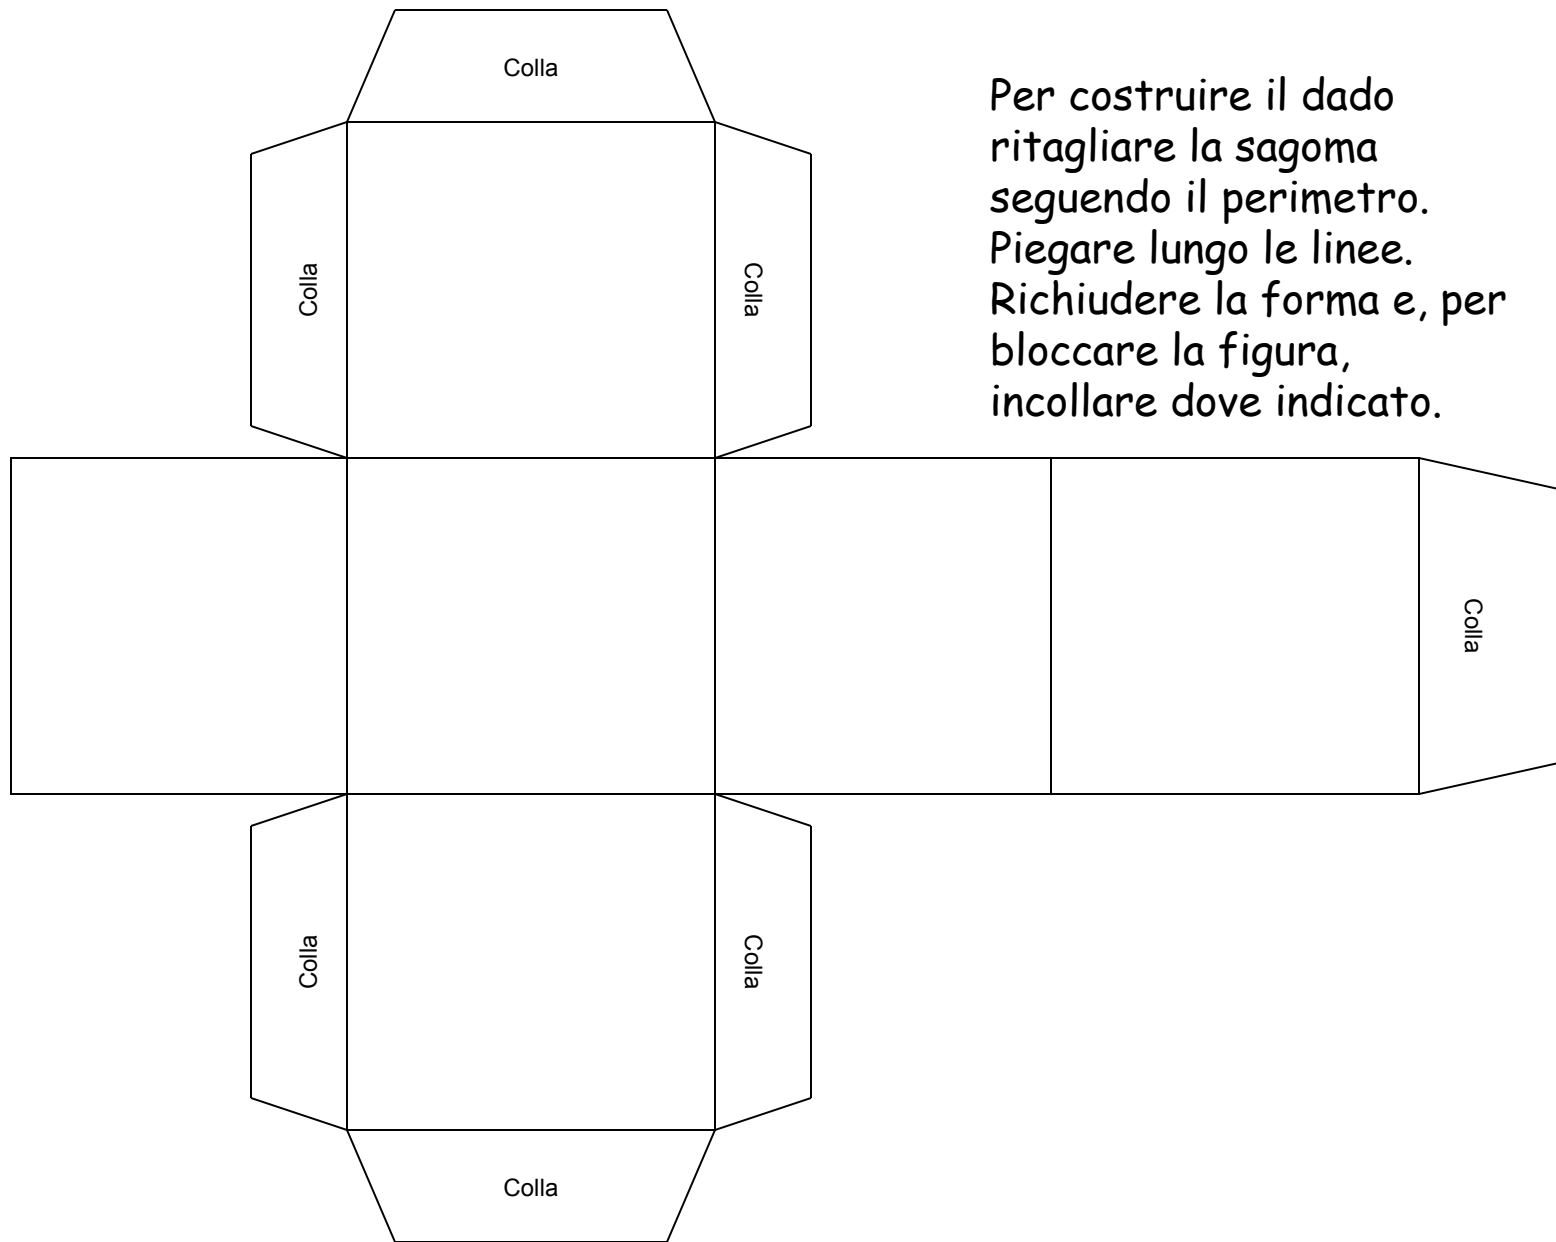 Colla
Per costruire il dado
ritagliare la sagoma
seguendo il perimetro.
Piegare lungo le linee.
Richiudere la forma e, per
bloccare la figura,
incollare dove indicato.
Colla
Colla
Colla
Colla
Colla
Colla